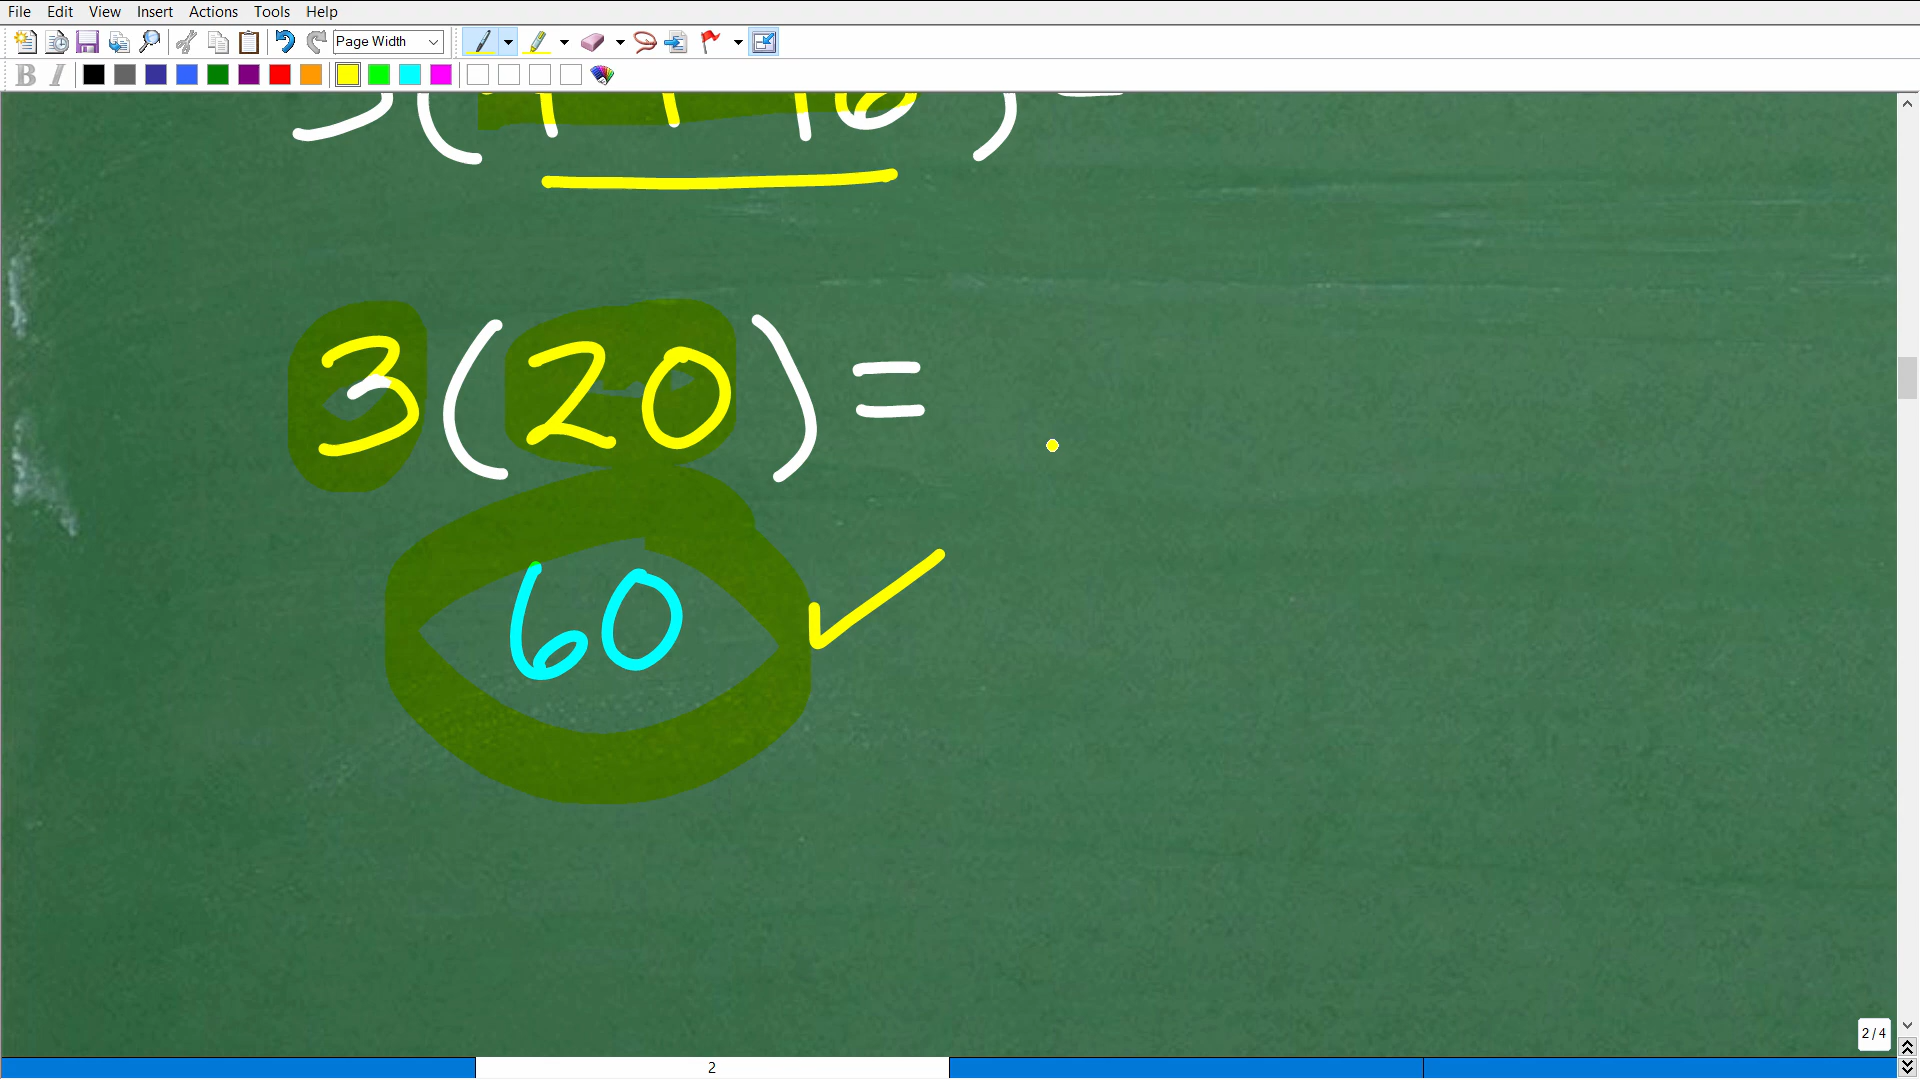 File Edit View Insert Actions Tools Help
Page Width
B I
3(20)=
60
2/4
2